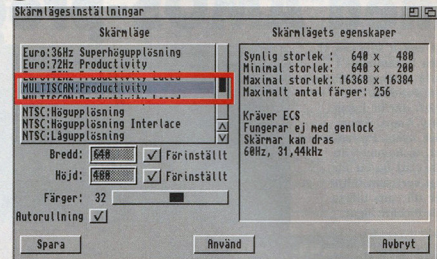 Skärmlägesinställningar
Skärmläge
Euro:36Hz Superhögupplösning
Euro:72Hz Productivity
MULTISCAN:Productivity
NTSC:Högupplösning
NTSC:Högupplösning Interlace
NTSC:Lågupplösning
Bredd: 640 Förinställt
Höjd: 480 Förinställt
Färger: 32
Autorullning
Skärmlägets egenskaper
Synlig storlek : 640 x 480
Minimal storlek: 640 x 200
Maximal storlek: 16368 x 16384
Maximalt antal färger: 256
Kräver ECS
Fungerar ej med genlock
Skärmar kan dras
60Hz, 31,44kHz
Spara
Använd
Avbryt